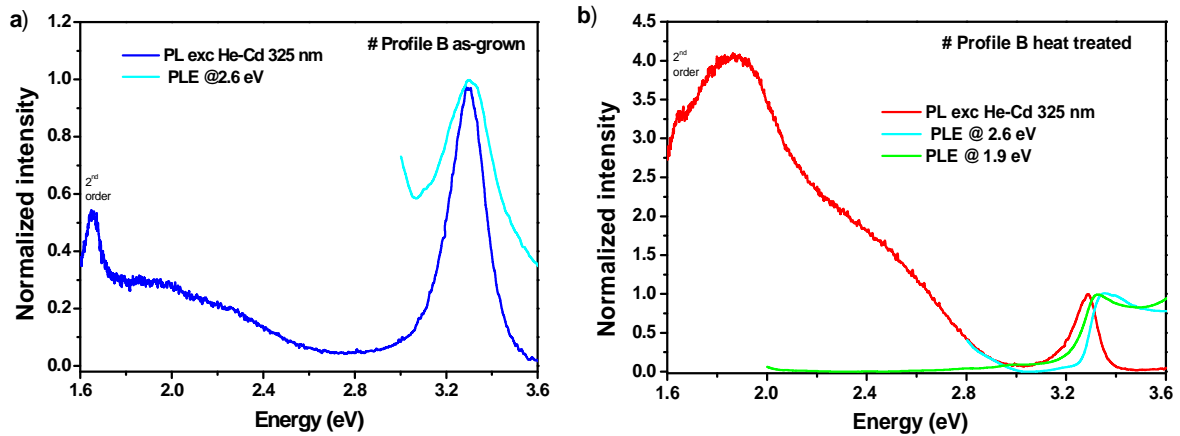 a)
# Profile B as-grown
PL exc He-Cd 325 nm
PLE @2.6 eV
2nd
order
Normalized intensity
1.2
1.0
0.8
0.6
0.4
0.2
0.0
1.6 2.0 2.4 2.8 3.2 3.6
Energy (eV)
b)
# Profile B heat treated
2nd
order
PL exc He-Cd 325 nm
PLE @ 2.6 eV
PLE @ 1.9 eV
Normalized intensity
4.5
4.0
3.5
3.0
2.5
2.0
1.5
1.0
0.5
0.0
1.6 2.0 2.4 2.8 3.2 3.6
Energy (eV)